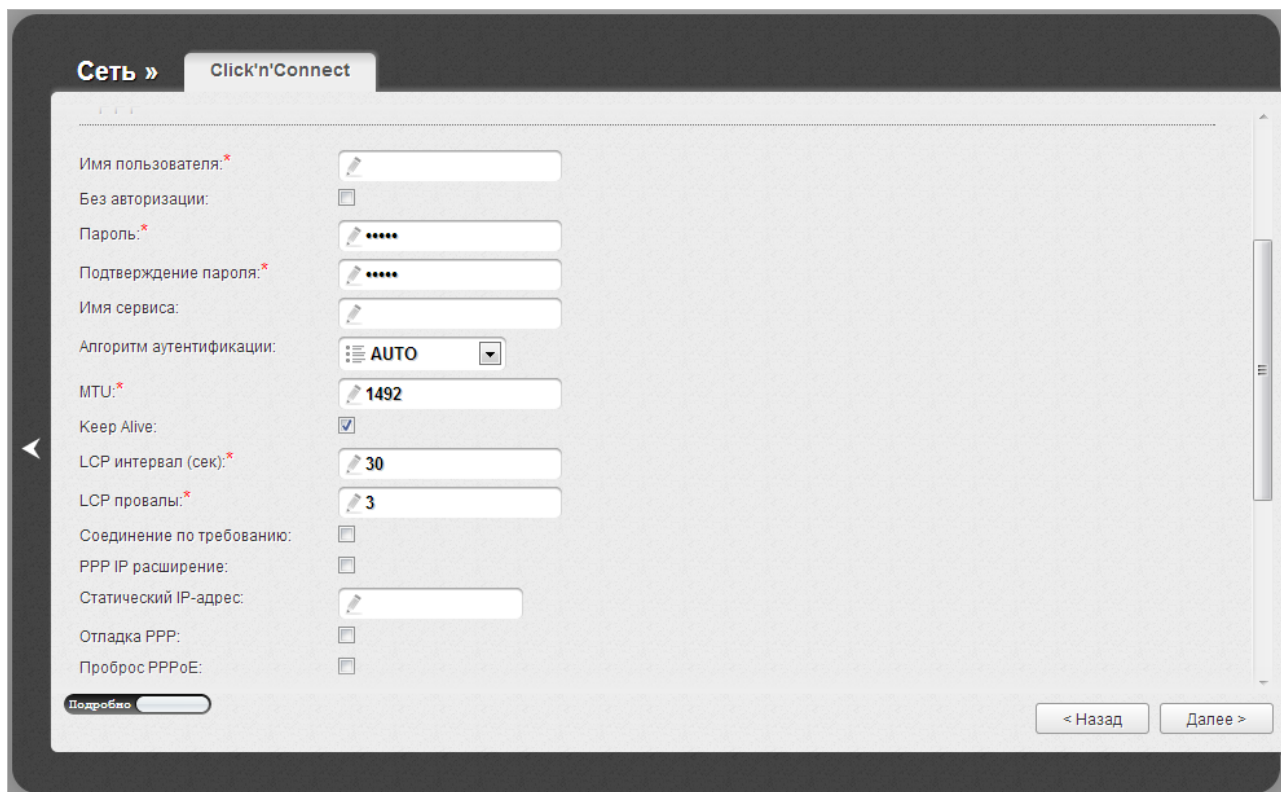 Сеть »
Click'n'Connect
Имя пользователя:*
Без авторизации:
Пароль:* •••••
Подтверждение пароля:* •••••
Имя сервиса:
Алгоритм аутентификации: AUTO
MTU:* 1492
Keep Alive:
LCP интервал (сек):* 30
LCP провалы:* 3
Соединение по требованию:
PPP IP расширение:
Статический IP-адрес:
Отладка PPP:
Проброс PPPoE:
Подробно
< Назад
Далее >